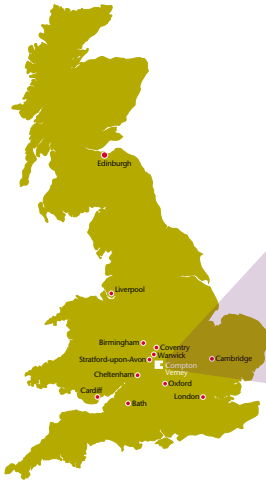 Edinburgh
Liverpool
Birmingham
Coventry
Warwick
Stratford-upon-Avon
Compton
Verney
Cambridge
Cheltenham
Oxford
Cardiff
London
Bath